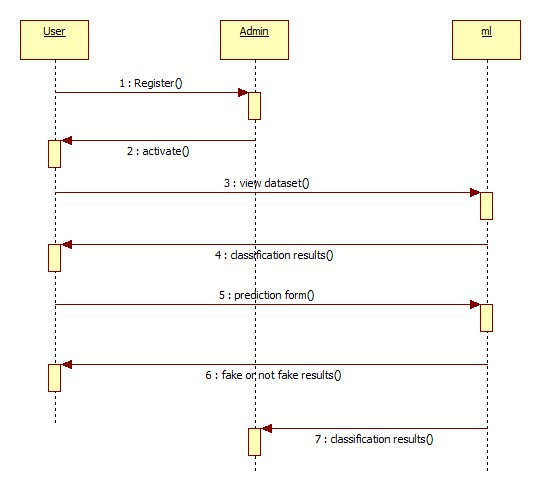 User
Admin
ml
1 : Register()
2 : activate()
3 : view dataset()
4 : classification results()
5 : prediction form()
6 : fake or not fake results()
7 : classification results()